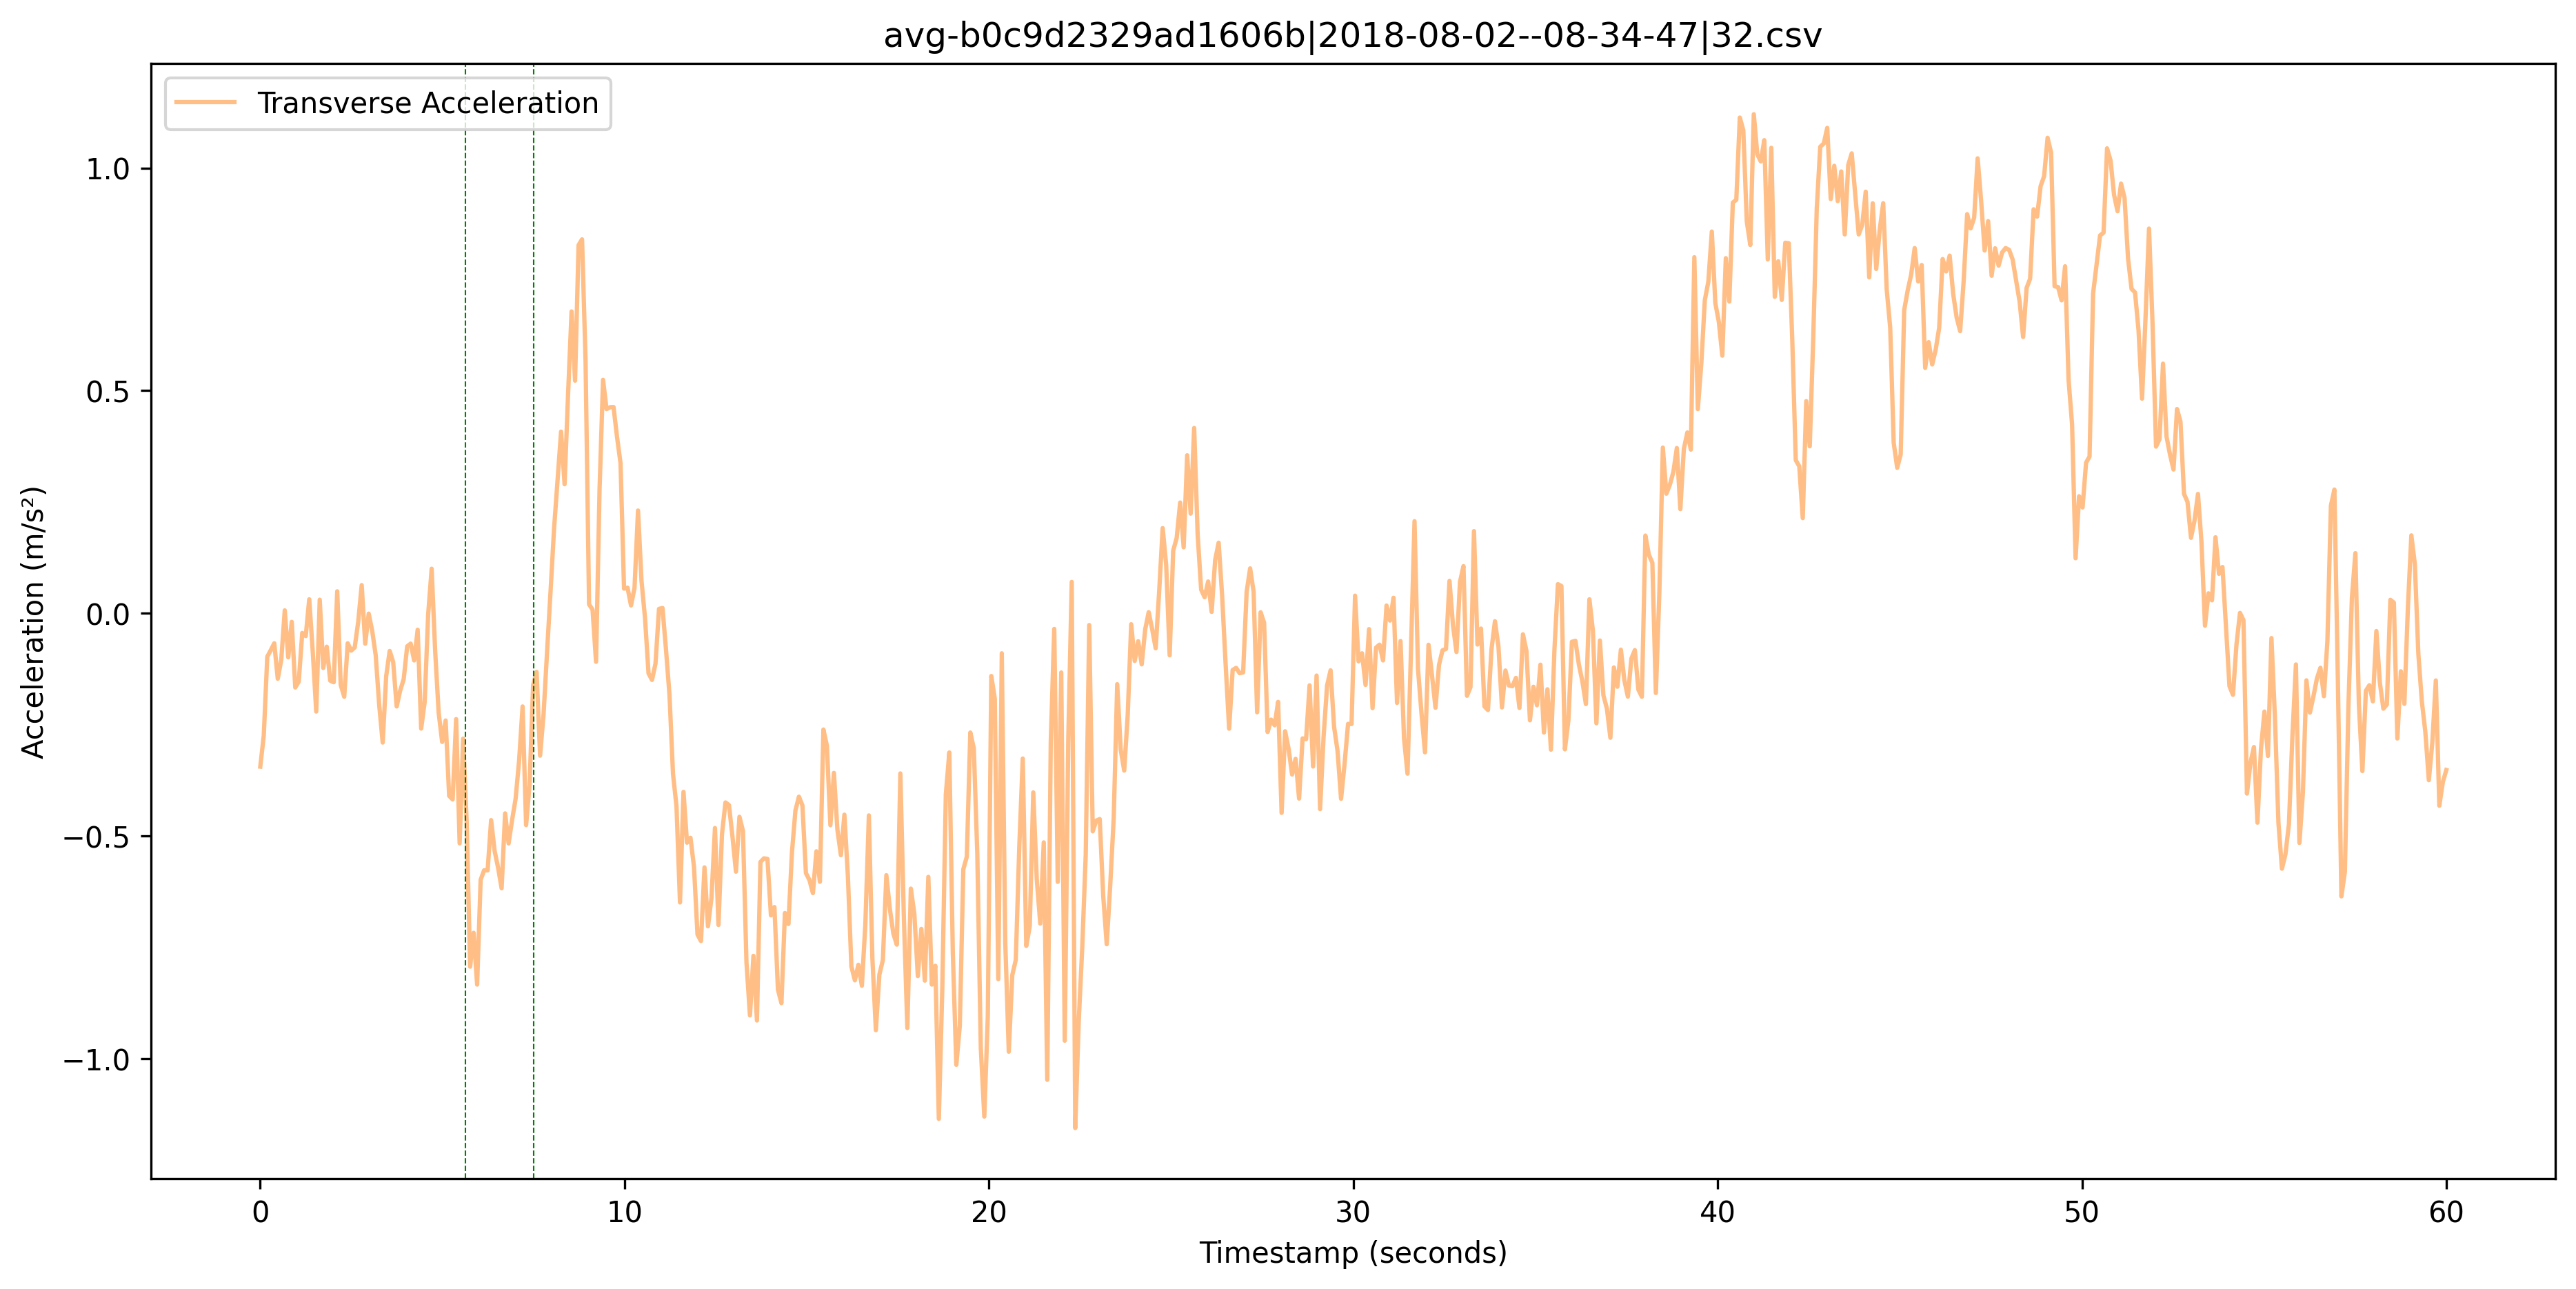 avg-b0c9d2329ad1606b|2018-08-02--08-34-47|32.csv
Transverse Acceleration
Acceleration (m/s²)
1.0
0.5
0.0
−0.5
−1.0
0 10 20 30 40 50 60
Timestamp (seconds)